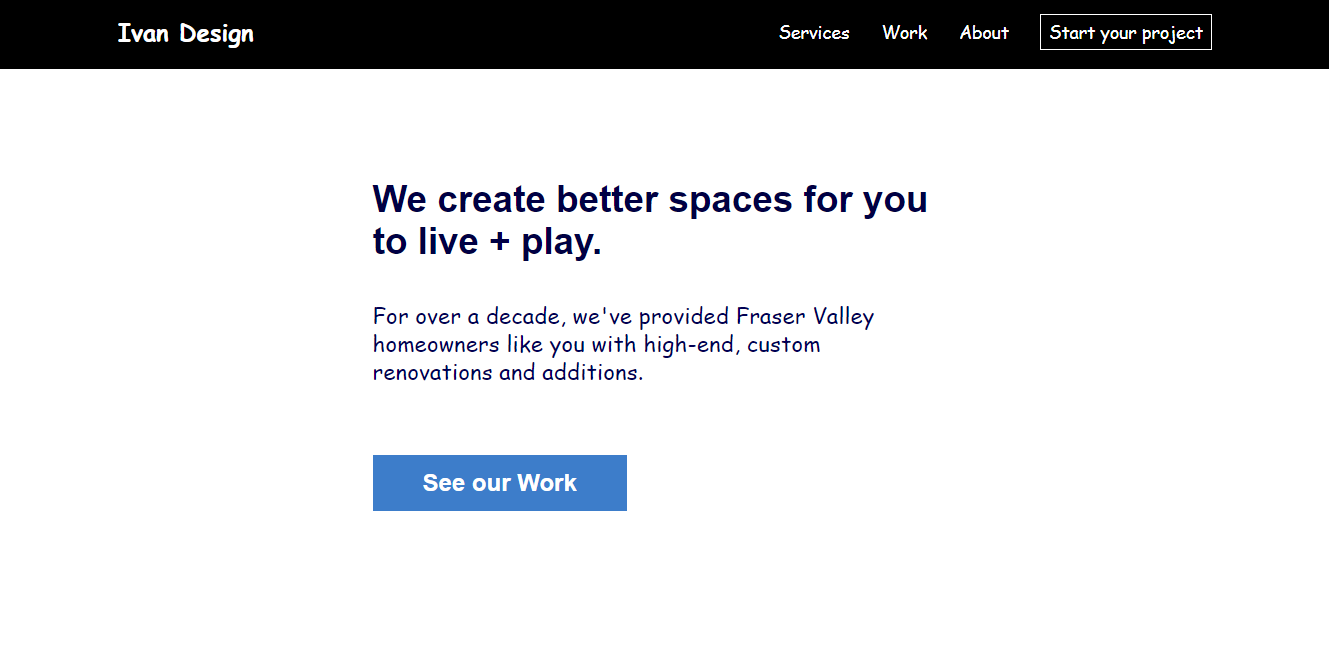 Ivan Design
Services
Work
About
Start your project
We create better spaces for you
to live + play.
For over a decade, we've provided Fraser Valley
homeowners like you with high-end, custom
renovations and additions.
See our Work